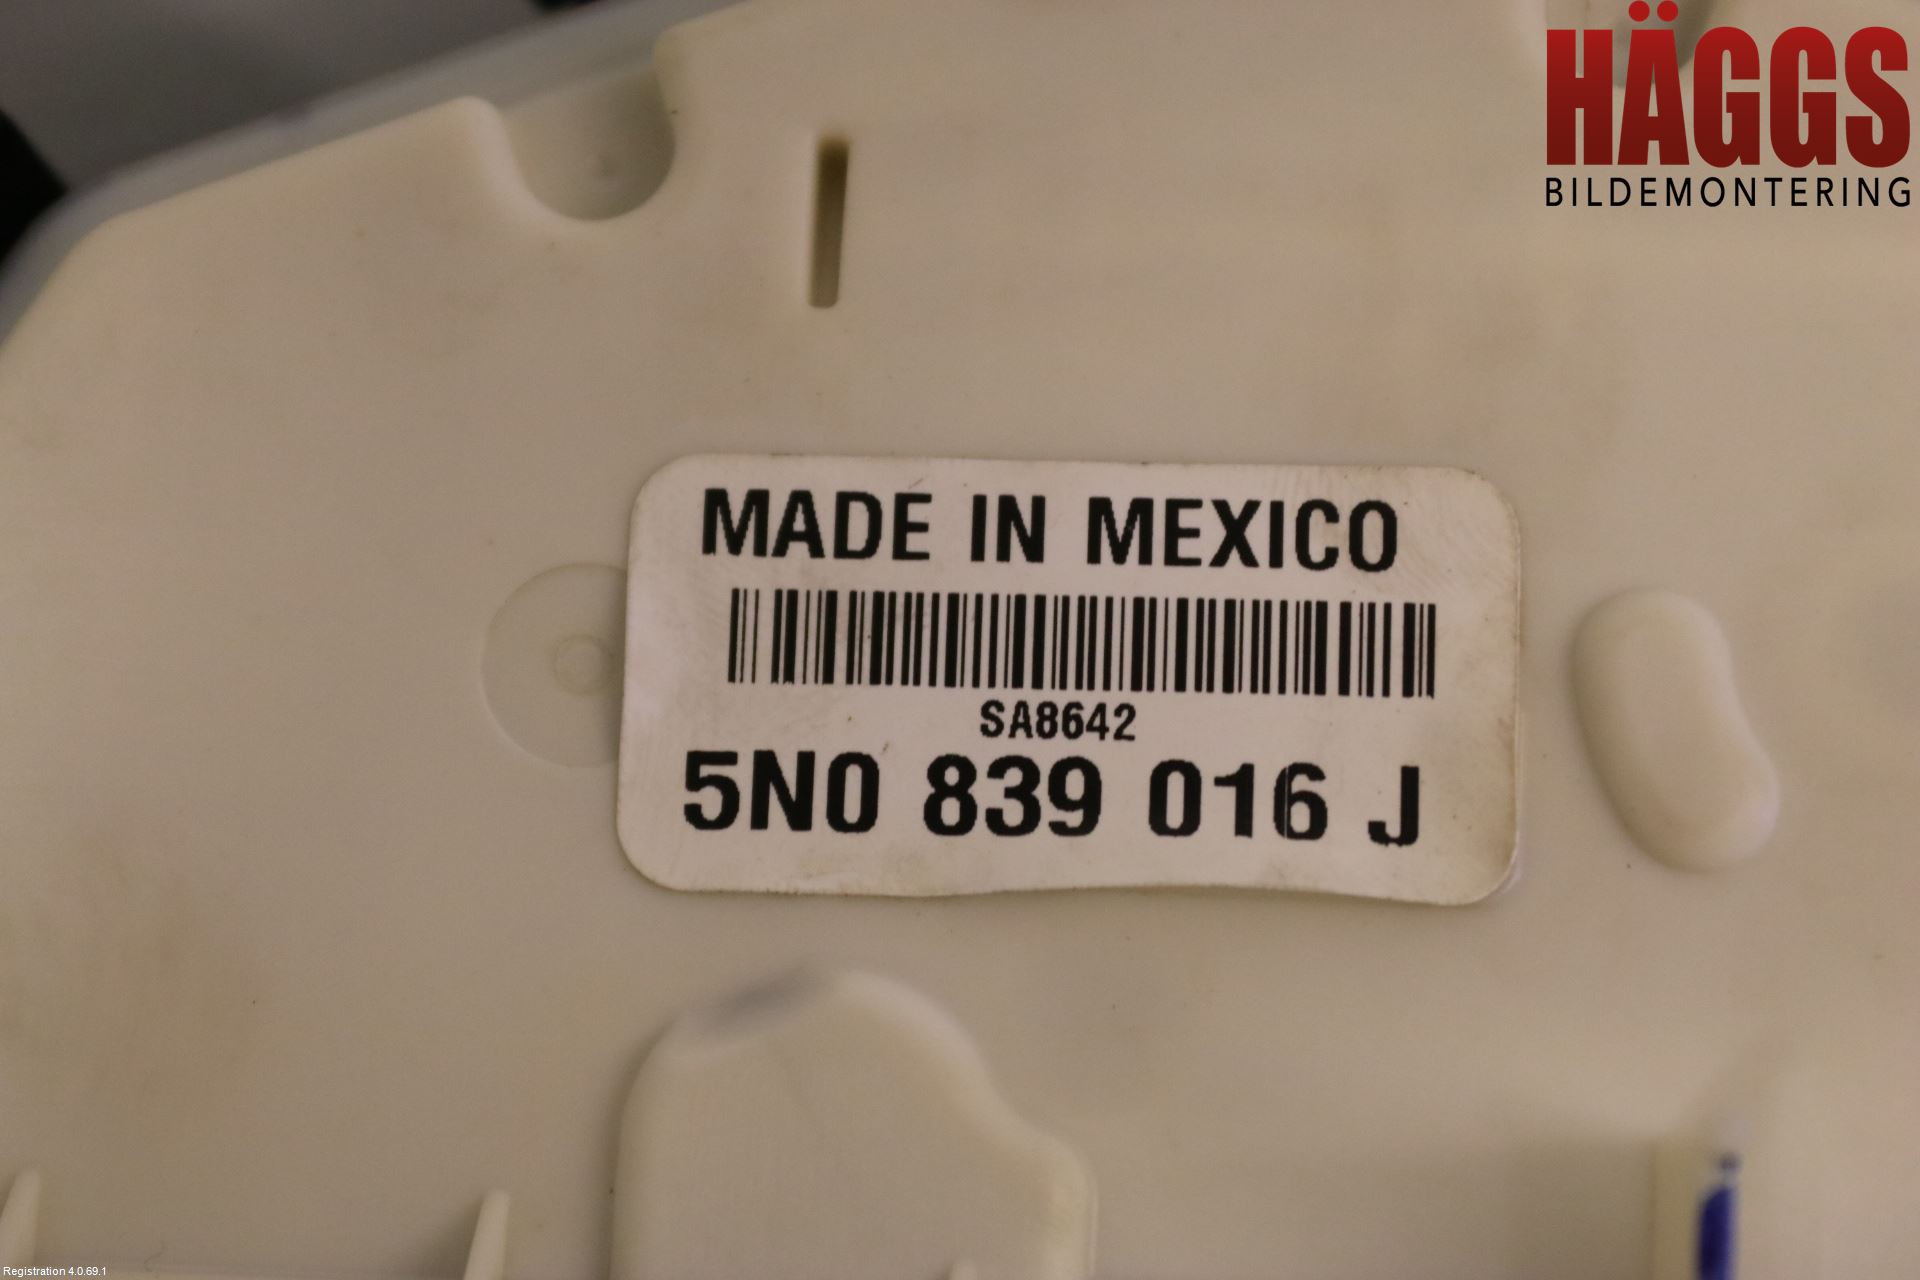 HÄGGS
BILDEMONTERING
MADE IN MEXICO
SA8642
5N0 839 016 J
Registration 4.0.69.1